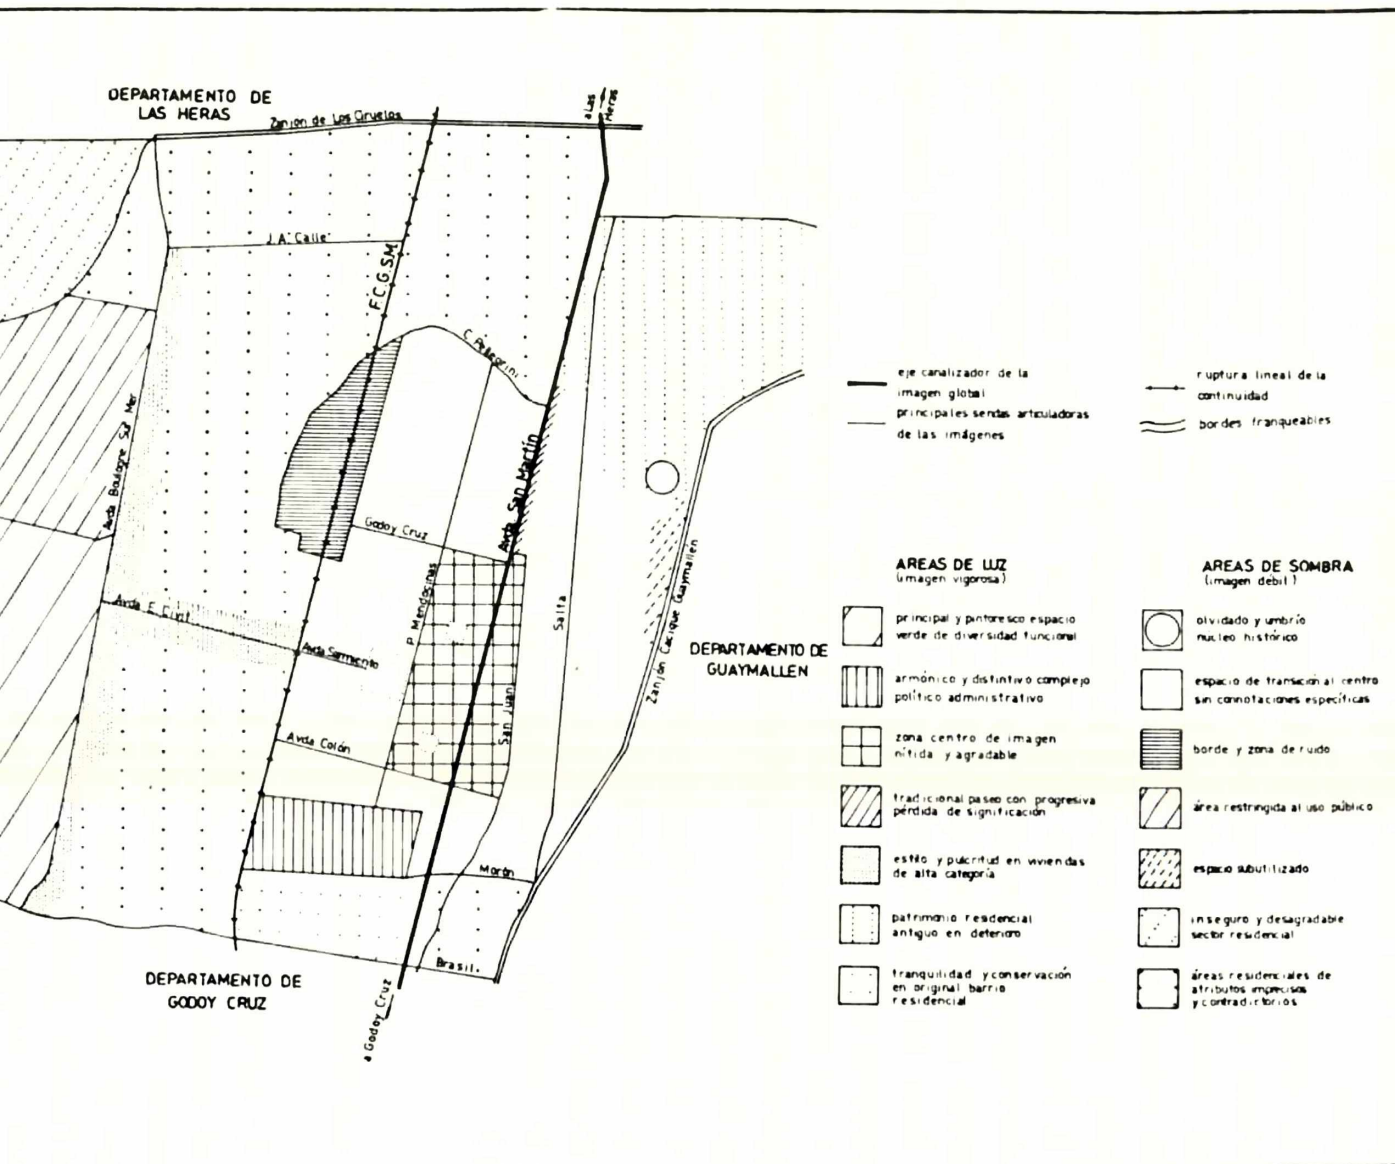 DEPARTAMENTO DE
LAS HERAS
Zanjon de Los Ciruelos
a Las
Heras
J. A. Calle
F.C.G.S.M.
C. Pellegrini
Avda Boulogne Sur Mer
Avda San Martín
Godoy Cruz
P. Mendocinas
Avda E. Civit
Avda Sarmiento
Salta
San Juan
Zanjón Cacique Guaymallén
DEPARTAMENTO DE
GUAYMALLEN
Avda Colón
Morón
Brasil
DEPARTAMENTO DE
GODOY CRUZ
a Godoy Cruz
eje canalizador de la
imagen global
principales sendas articuladoras
de las imágenes
ruptura lineal de la
continuidad
bordes franqueables
AREAS DE LUZ
(imagen vigorosa)
principal y pintoresco espacio
verde de diversidad funcional
armónico y distintivo complejo
político administrativo
zona centro de imagen
nítida y agradable
tradicional paseo con progresiva
pérdida de significación
estilo y pulcritud en viviendas
de alta categoría
patrimonio residencial
antiguo en deterioro
tranquilidad y conservación
en original barrio
residencial
AREAS DE SOMBRA
(imagen débil)
olvidado y umbrío
nucleo histórico
espacio de transición al centro
sin connotaciones específicas
borde y zona de ruido
área restringida al uso público
espacio subutilizado
inseguro y desagradable
sector residencial
áreas residenciales de
atributos imprecisos
y contradictorios